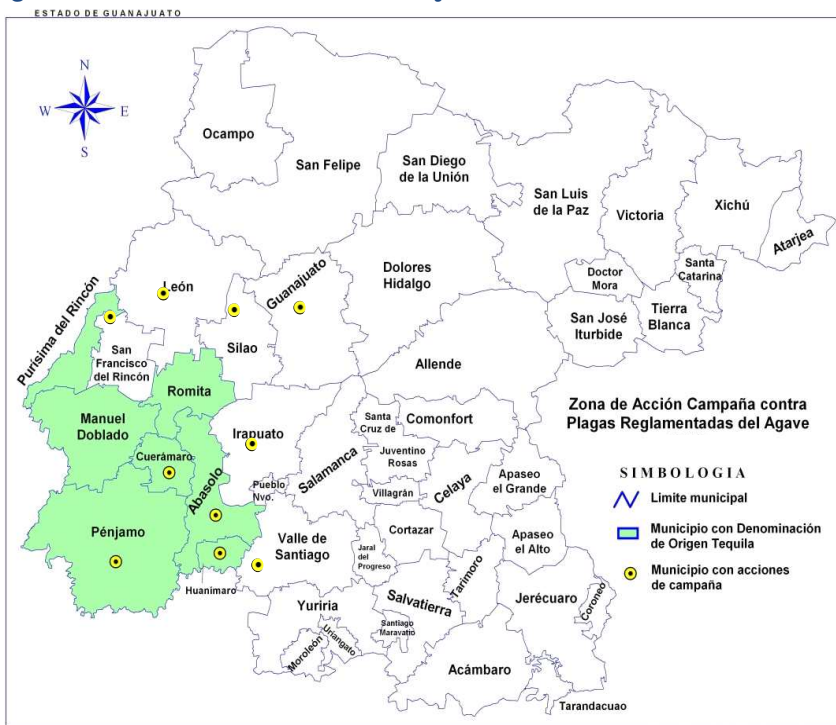 ESTADO DE GUANAJUATO
N
W
E
S
Ocampo
San Felipe
San Diego
de la Unión
San Luis
de la Paz
Victoria
Xichú
Atarjea
Santa
Catarina
Doctor
Mora
Tierra
Blanca
San José
Iturbide
Dolores
Hidalgo
León
Guanajuato
Silao
Purísima del Rincón
San
Francisco
del Rincón
Romita
Allende
Manuel
Doblado
Cuerámaro
Abasolo
Irapuato
Pueblo
Nvo.
Salamanca
Santa
Cruz de
Juventino
Rosas
Comonfort
Villagrán
Celaya
Apaseo
el Grande
Pénjamo
Huanimaro
Valle de
Santiago
Jaral
del
Progreso
Cortazar
Apaseo
el Alto
Tarimoro
Jerécuaro
Coroneo
Yuriria
Salvatierra
Santiago
Maravatio
Uriangato
Moroleón
Acámbaro
Tarandacuao
Zona de Acción Campaña contra
Plagas Reglamentadas del Agave
SIMBOLOGIA
Limite municipal
Municipio con Denominación
de Origen Tequila
Municipio con acciones
de campaña